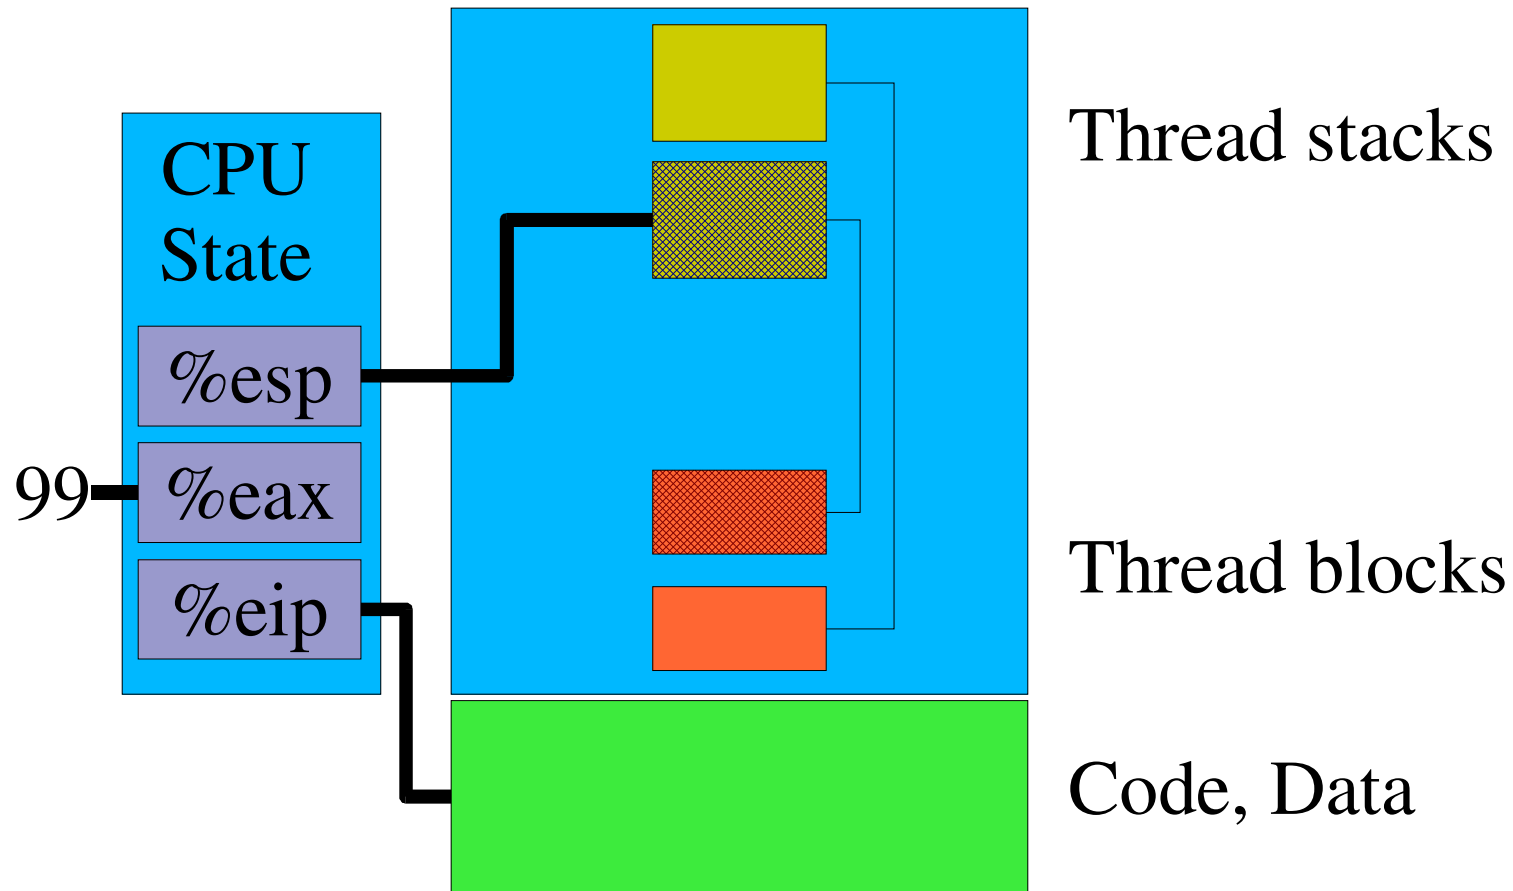 CPU
State
%esp
99
%eax
%eip
Thread stacks
Thread blocks
Code, Data